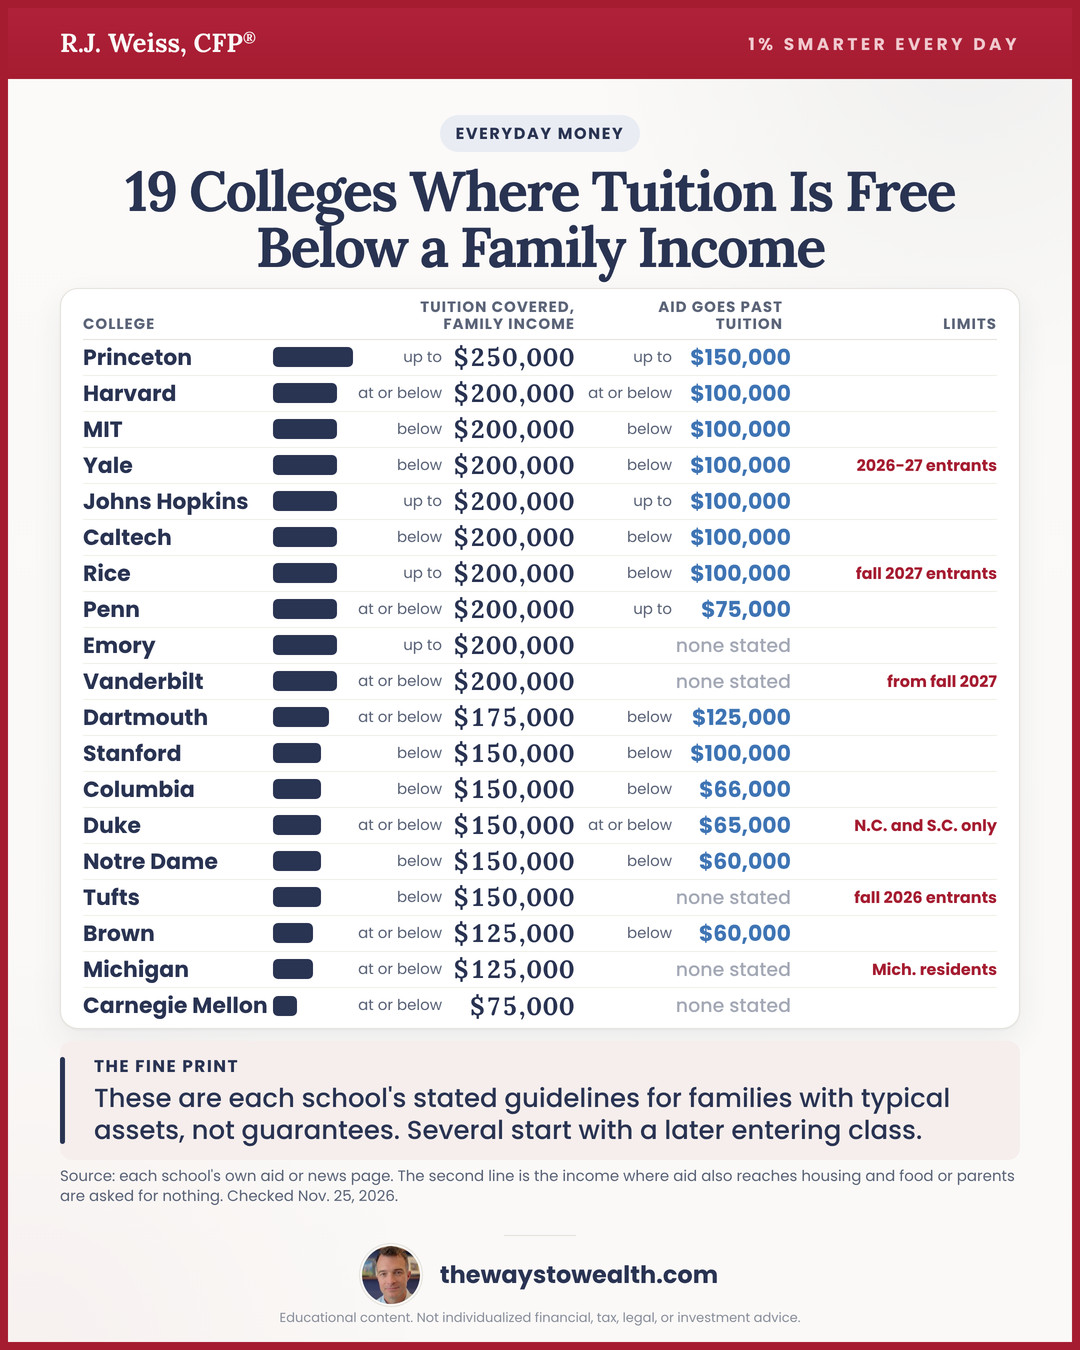 R.J. Weiss, CFP®
1% SMARTER EVERY DAY
EVERYDAY MONEY
19 Colleges Where Tuition Is Free
Below a Family Income
COLLEGE
TUITION COVERED,
FAMILY INCOME
AID GOES PAST
TUITION
LIMITS
Princeton up to $250,000 up to $150,000
Harvard at or below $200,000 at or below $100,000
MIT below $200,000 below $100,000
Yale below $200,000 below $100,000 2026-27 entrants
Johns Hopkins up to $200,000 up to $100,000
Caltech below $200,000 below $100,000
Rice up to $200,000 below $100,000 fall 2027 entrants
Penn at or below $200,000 up to $75,000
Emory up to $200,000 none stated
Vanderbilt at or below $200,000 none stated from fall 2027
Dartmouth at or below $175,000 below $125,000
Stanford below $150,000 below $100,000
Columbia below $150,000 below $66,000
Duke at or below $150,000 at or below $65,000 N.C. and S.C. only
Notre Dame below $150,000 below $60,000
Tufts below $150,000 none stated fall 2026 entrants
Brown at or below $125,000 below $60,000
Michigan at or below $125,000 none stated Mich. residents
Carnegie Mellon at or below $75,000 none stated
THE FINE PRINT
These are each school's stated guidelines for families with typical
assets, not guarantees. Several start with a later entering class.
Source: each school's own aid or news page. The second line is the income where aid also reaches housing and food or parents
are asked for nothing. Checked Nov. 25, 2026.
thewaystowealth.com
Educational content. Not individualized financial, tax, legal, or investment advice.